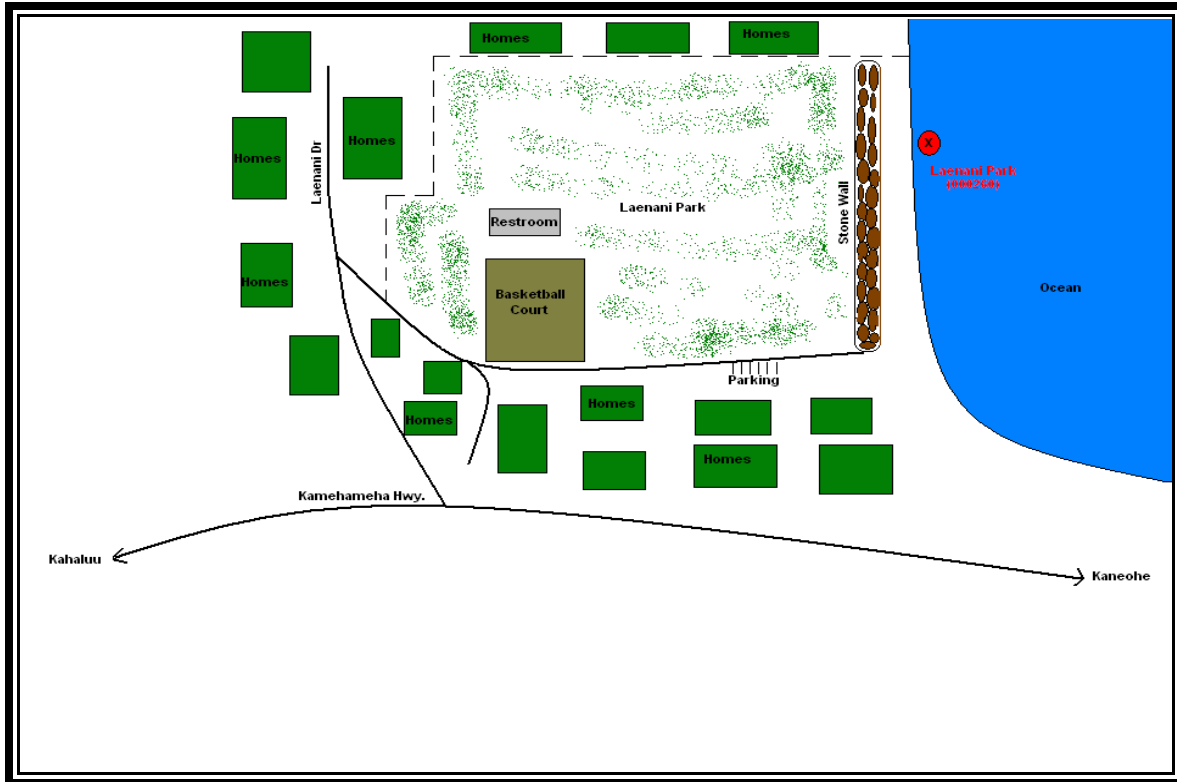 Homes
Homes
Homes
Homes
Laenani Dr
X
Laenani Park
(000260)
Laenani Park
Restroom
Stone Wall
Homes
Ocean
Basketball
Court
Parking
Homes
Homes
Homes
Kamehameha Hwy.
Kahaluu
Kaneohe